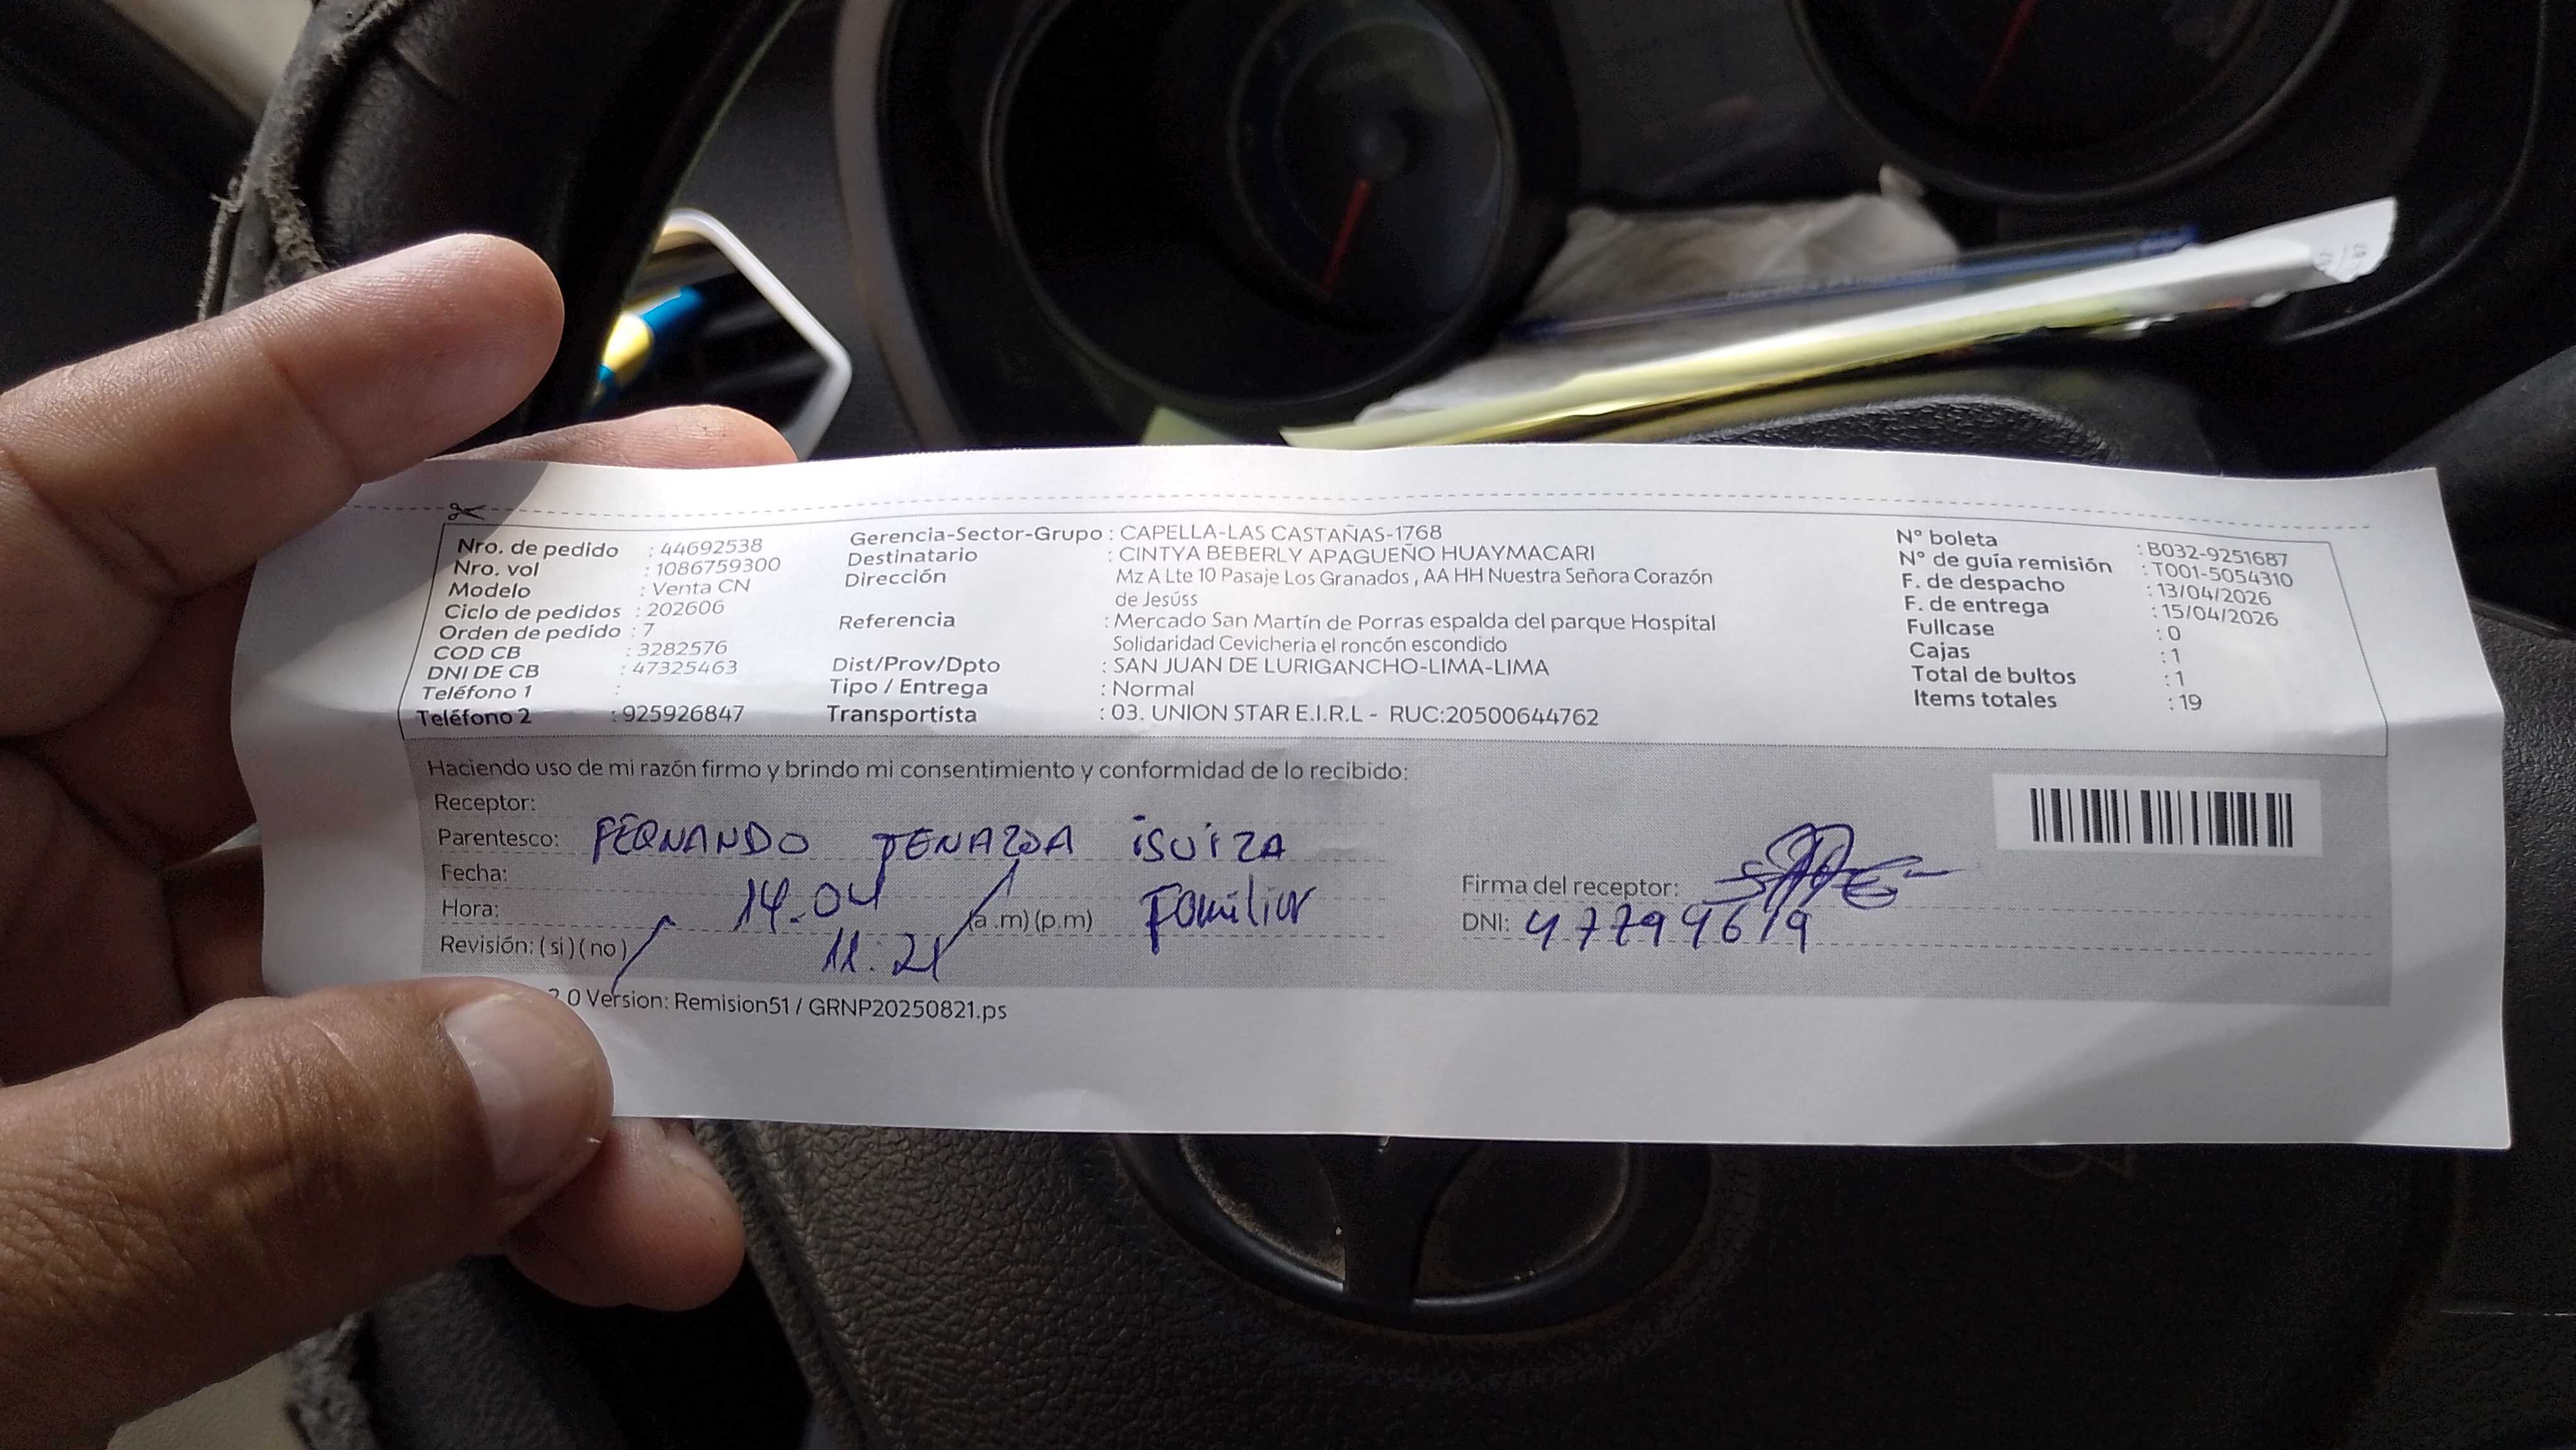 Nro. de pedido : 44692538
Nro. vol : 1086759300
Modelo : Venta CN
Ciclo de pedidos : 202606
Orden de pedido : 7
COD CB : 3282576
DNI DE CB : 47325463
Teléfono 1 :
Teléfono 2 : 925926847
Gerencia-Sector-Grupo : CAPELLA-LAS CASTAÑAS-1768
Destinatario : CINTYA BEBERLY APAGUEÑO HUAYMACARI
Dirección Mz A Lte 10 Pasaje Los Granados , AA HH Nuestra Señora Corazón
de Jesúss
Referencia : Mercado San Martín de Porras espalda del parque Hospital
Solidaridad Cevicheria el roncón escondido
Dist/Prov/Dpto : SAN JUAN DE LURIGANCHO-LIMA-LIMA
Tipo / Entrega : Normal
Transportista : 03. UNION STAR E.I.R.L - RUC:20500644762
N° boleta : B032-9251687
N° de guía remisión : T001-5054310
F. de despacho : 13/04/2026
F. de entrega : 15/04/2026
Fullcase : 0
Cajas : 1
Total de bultos : 1
Items totales : 19
Haciendo uso de mi razón firmo y brindo mi consentimiento y conformidad de lo recibido:
Receptor:
Parentesco: FERNANDO TENAZOA iSUiZA
Fecha: 14.04 Familiar
Hora: 11:21 (a.m)(p.m)
Revisión: (si)(no)
Firma del receptor:
DNI:
2.0 Version: Remision51 / GRNP20250821.ps